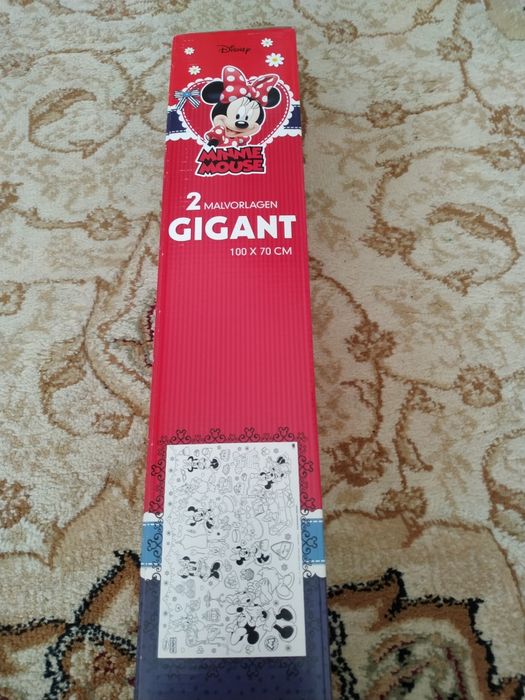 Disney
MINNIE
MOUSE
2 MALVORLAGEN
GIGANT
100 X 70 CM